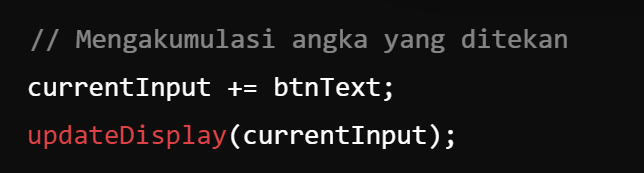 // Mengakumulasi angka yang ditekan
currentInput += btnText;
updateDisplay(currentInput);